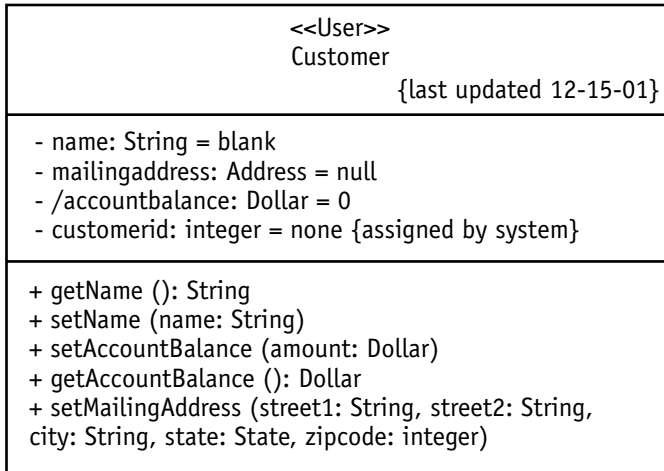 <<User>>
Customer
{last updated 12-15-01}
- name: String = blank
- mailingaddress: Address = null
- /accountbalance: Dollar = 0
- customerid: integer = none {assigned by system}
+ getName (): String
+ setName (name: String)
+ setAccountBalance (amount: Dollar)
+ getAccountBalance (): Dollar
+ setMailingAddress (street1: String, street2: String,
city: String, state: State, zipcode: integer)